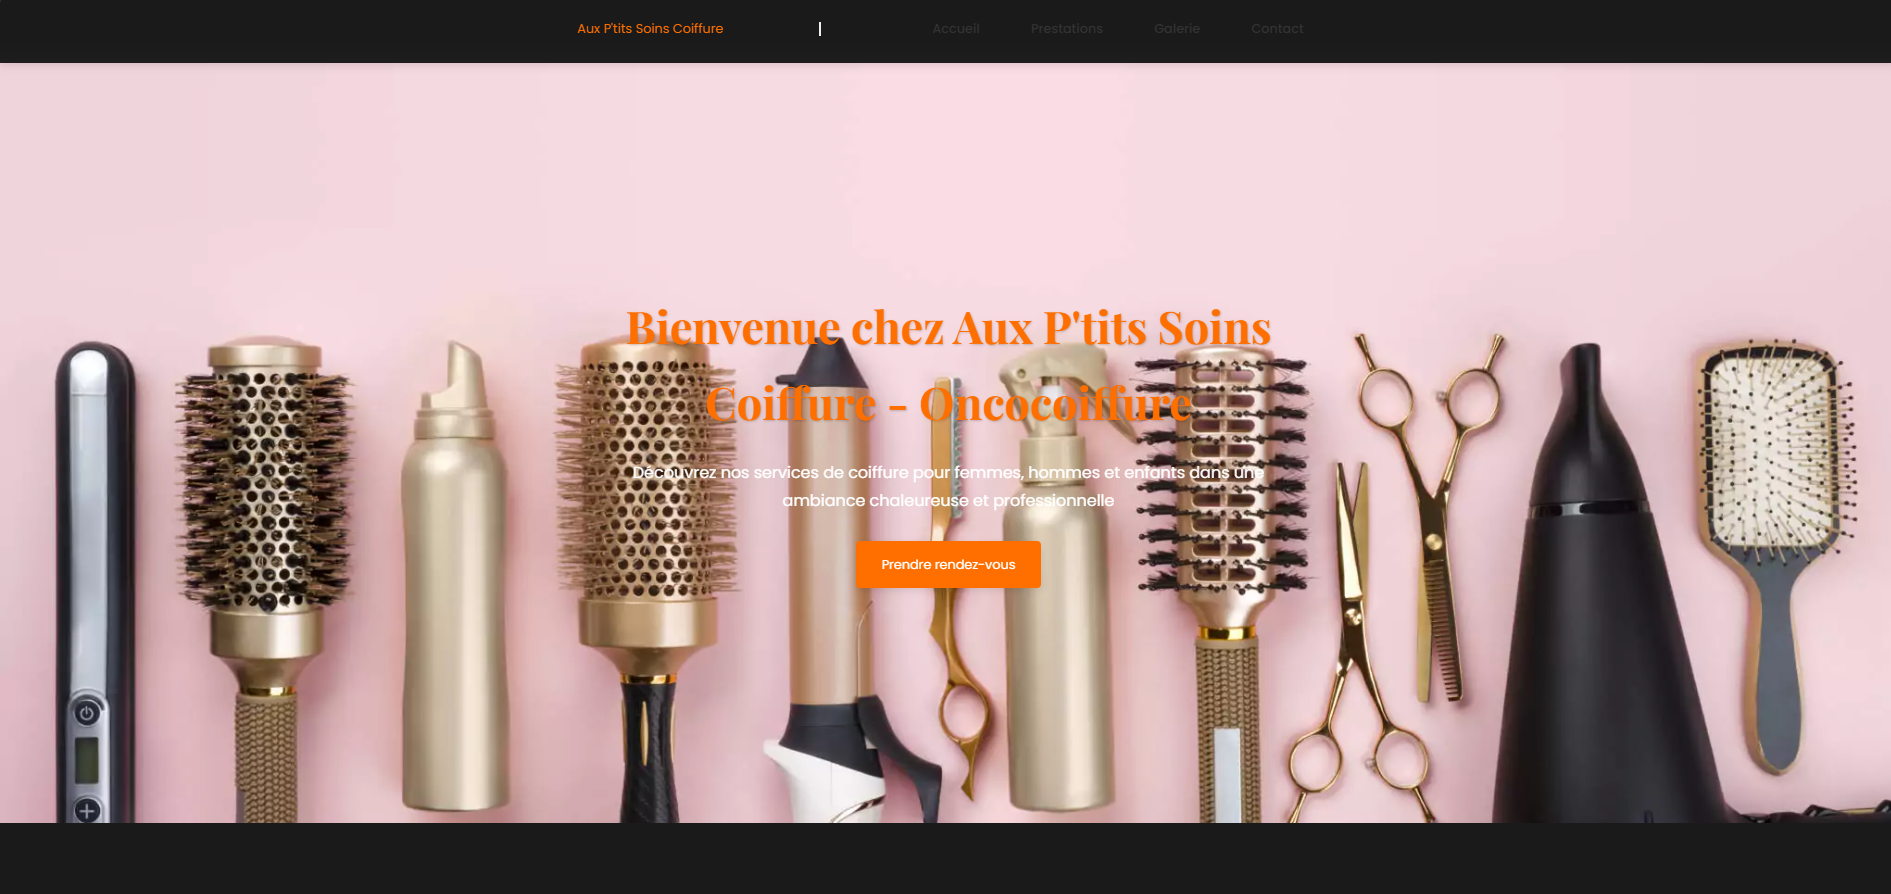 Aux P'tits Soins Coiffure
Accueil
Prestations
Galerie
Contact
Bienvenue chez Aux P'tits Soins
Coiffure - Oncocoiffure
Découvrez nos services de coiffure pour femmes, hommes et enfants dans une
ambiance chaleureuse et professionnelle
Prendre rendez-vous